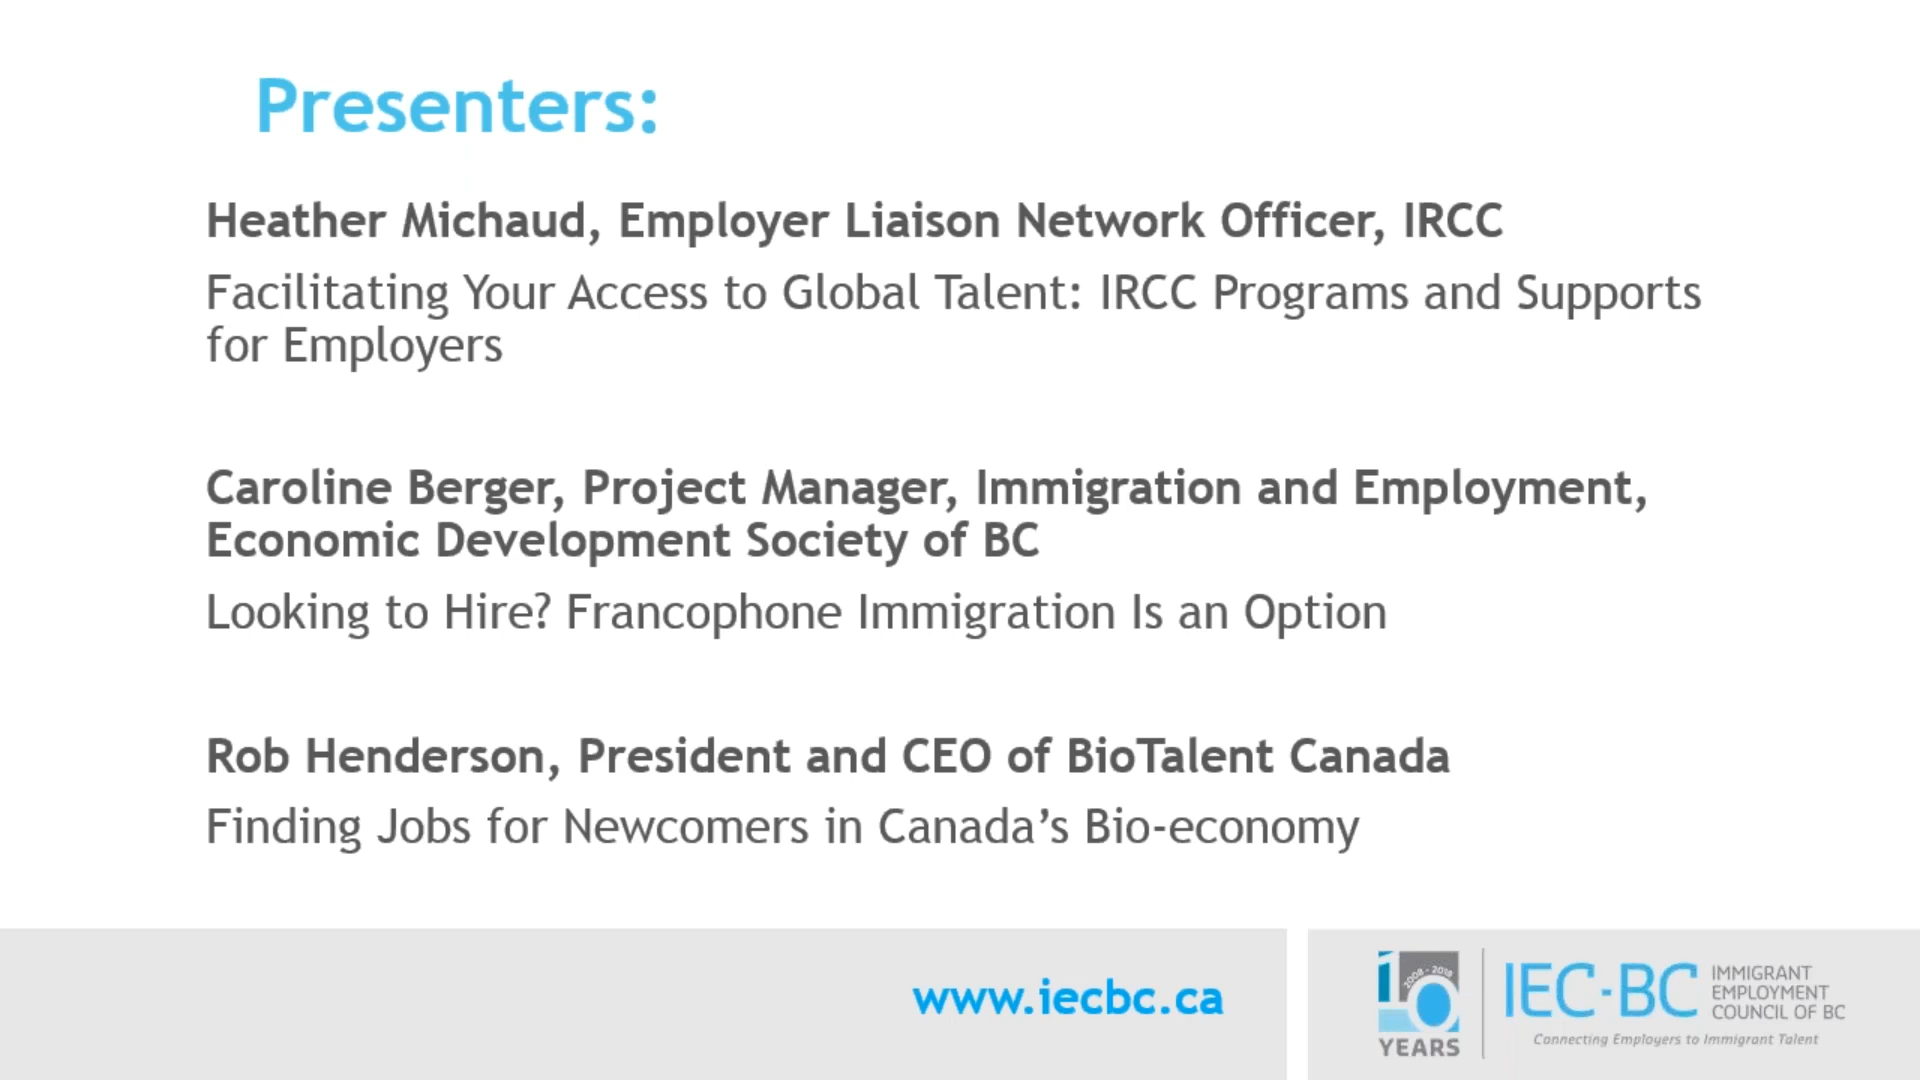 Presenters:
Heather Michaud, Employer Liaison Network Officer, IRCC
Facilitating Your Access to Global Talent: IRCC Programs and Supports
for Employers
Caroline Berger, Project Manager, Immigration and Employment,
Economic Development Society of BC
Looking to Hire? Francophone Immigration Is an Option
Rob Henderson, President and CEO of BioTalent Canada
Finding Jobs for Newcomers in Canada’s Bio-economy
www.iecbc.ca
10
2008 - 2018
YEARS
IEC-BC
IMMIGRANT
EMPLOYMENT
COUNCIL OF BC
Connecting Employers to Immigrant Talent